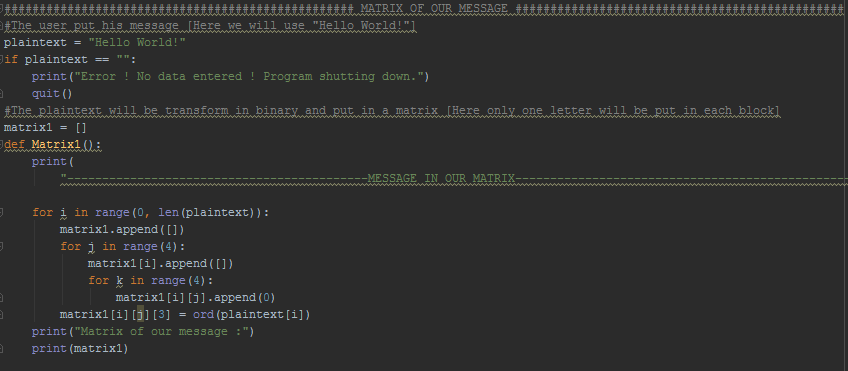 ################################################## MATRIX OF OUR MESSAGE ###############################################
#The user put his message [Here we will use "Hello World!"]
plaintext = "Hello World!"
if plaintext == "":
    print("Error ! No data entered ! Program shutting down.")
    quit()
#The plaintext will be transform in binary and put in a matrix [Here only one letter will be put in each block]
matrix1 = []
def Matrix1():
    print(
        "-------------------------------------------MESSAGE IN OUR MATRIX-----------------------------------------------
    for i in range(0, len(plaintext)):
        matrix1.append([])
        for j in range(4):
            matrix1[i].append([])
            for k in range(4):
                matrix1[i][j].append(0)
        matrix1[i][j][3] = ord(plaintext[i])
    print("Matrix of our message :")
    print(matrix1)